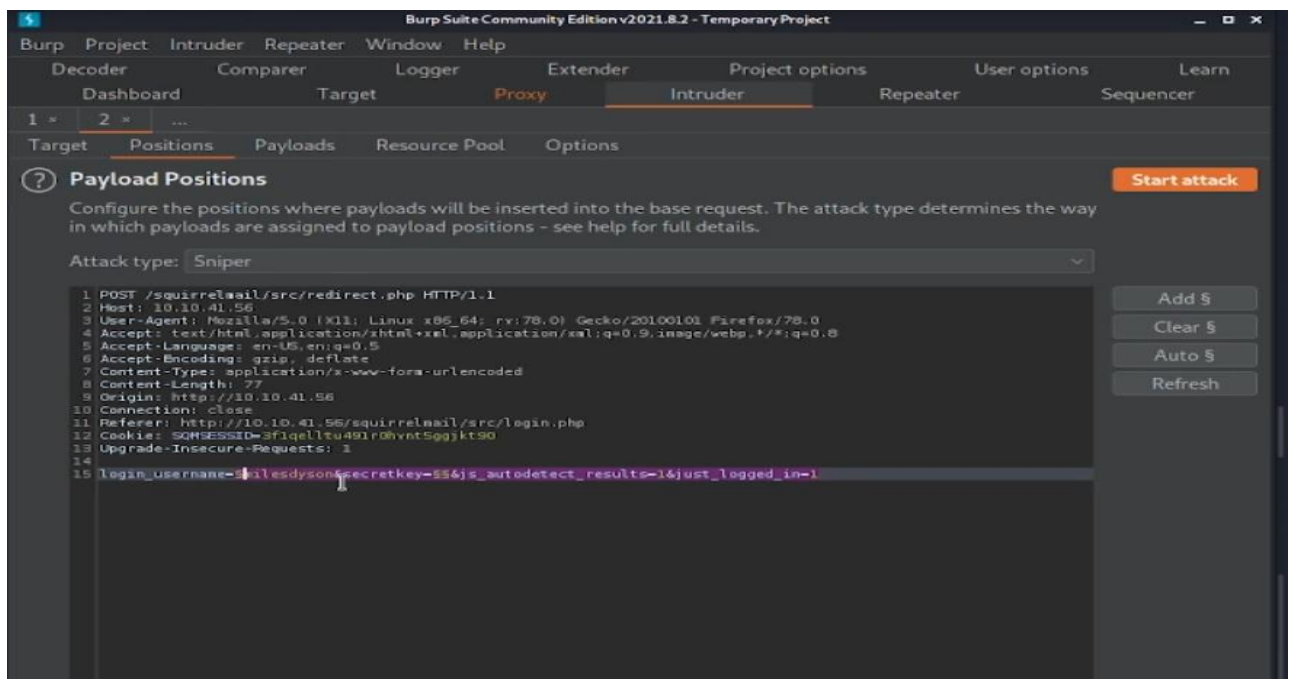 Burp Suite Community Edition v2021.8.2 - Temporary Project
Burp Project Intruder Repeater Window Help
Decoder Comparer Logger Extender Project options User options Learn
Dashboard Target Proxy Intruder Repeater Sequencer
1 × 2 × ...
Target Positions Payloads Resource Pool Options
? Payload Positions
Start attack
Configure the positions where payloads will be inserted into the base request. The attack type determines the way
in which payloads are assigned to payload positions - see help for full details.
Attack type: Sniper
Add §
Clear §
Auto §
Refresh
1 POST /squirrelmail/src/redirect.php HTTP/1.1
2 Host: 10.10.41.56
3 User-Agent: Mozilla/5.0 (X11; Linux x86_64; rv:78.0) Gecko/20100101 Firefox/78.0
4 Accept: text/html,application/xhtml+xml,application/xml;q=0.9,image/webp,*/*;q=0.8
5 Accept-Language: en-US,en;q=0.5
6 Accept-Encoding: gzip, deflate
7 Content-Type: application/x-www-form-urlencoded
8 Content-Length: 77
9 Origin: http://10.10.41.56
10 Connection: close
11 Referer: http://10.10.41.56/squirrelmail/src/login.php
12 Cookie: SQMSESSID=3f1qelltu491r0hvnt5ggjkt90
13 Upgrade-Insecure-Requests: 1
14
15 login_username=§milesdyson&secretkey=§§&js_autodetect_results=1&just_logged_in=1